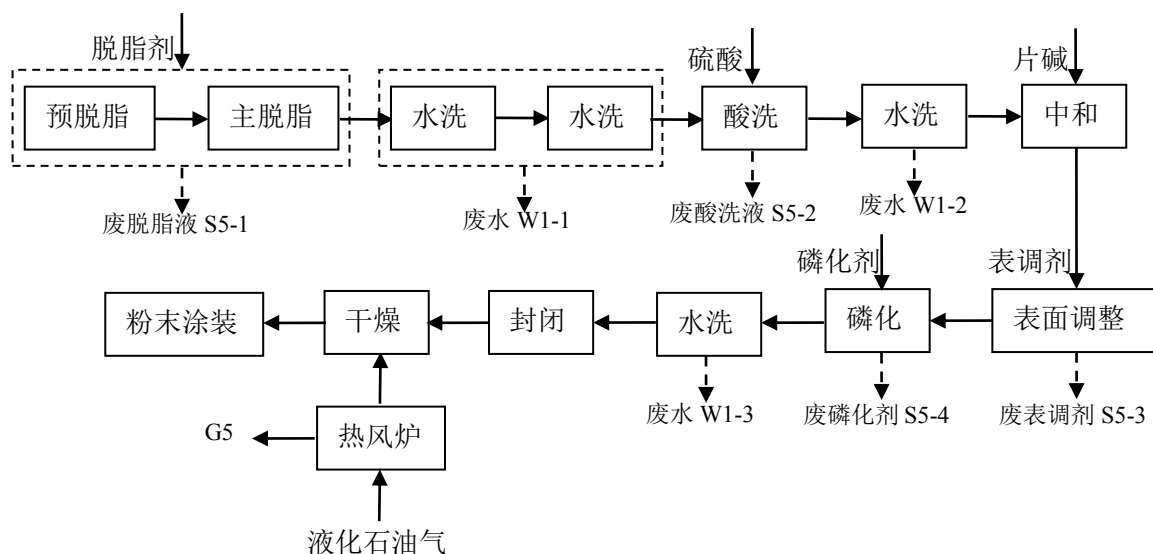 脱脂剂
硫酸
片碱
预脱脂
主脱脂
水洗
水洗
酸洗
水洗
中和
废脱脂液 S5-1
废水 W1-1
废酸洗液 S5-2
废水 W1-2
磷化剂
表调剂
粉末涂装
干燥
封闭
水洗
磷化
表面调整
废水 W1-3
废磷化剂 S5-4
废表调剂 S5-3
G5
热风炉
液化石油气